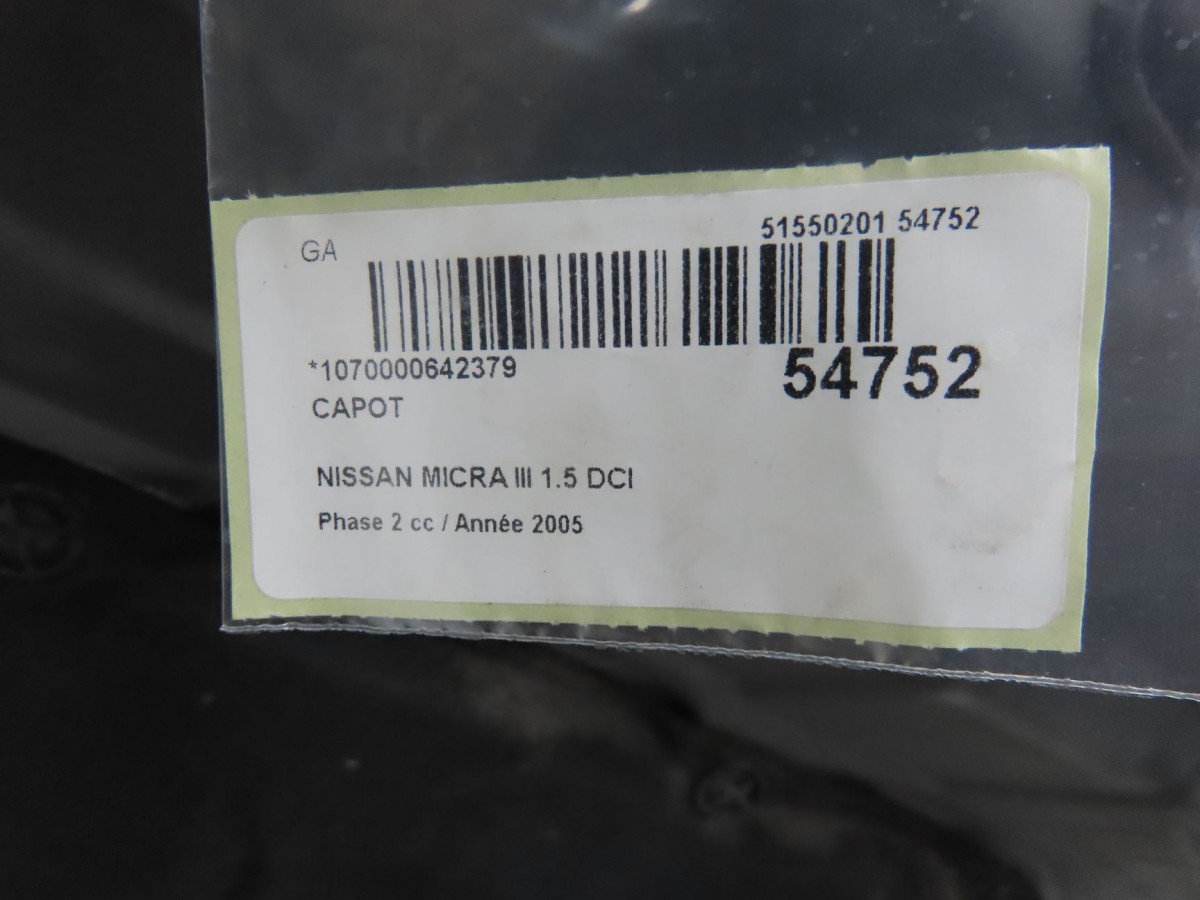 GA
51550201 54752
*1070000642379
54752
CAPOT
NISSAN MICRA III 1.5 DCI
Phase 2 cc / Année 2005